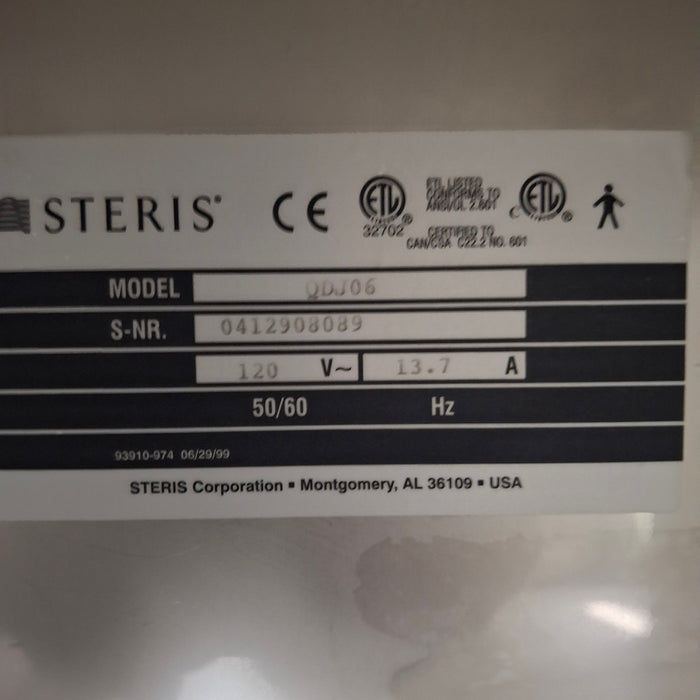 STERIS®
CE
ETL
32702
ETL LISTED
CONFORMS TO
ANSI/UL 2601
CERTIFIED TO
CAN/CSA C22.2 NO. 601
C ETL
MODEL QDJ06
S-NR. 0412908089
120 V~ 13.7 A
50/60 Hz
93910-974 06/29/99
STERIS Corporation ▪ Montgomery, AL 36109 ▪ USA